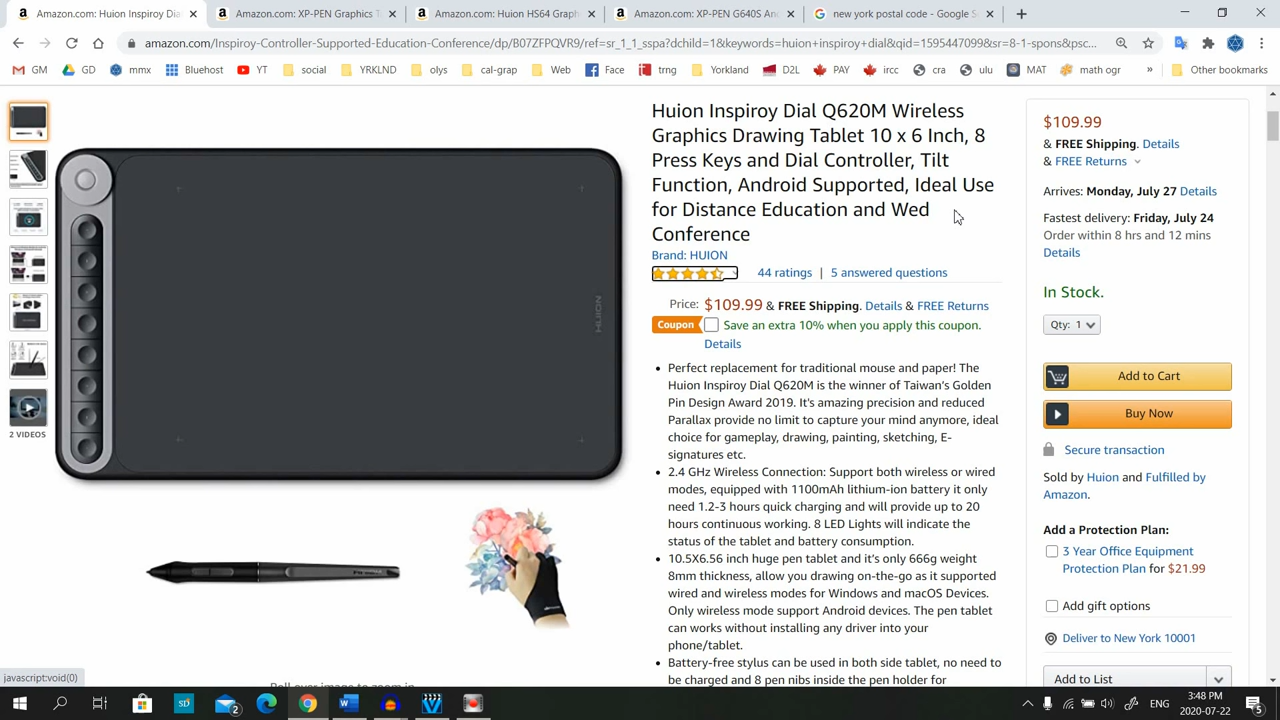 Amazon.com: Huion Inspiroy Dia
Amazon.com: XP-PEN Graphics T
Amazon.com: Huion HS64 Graph
Amazon.com: XP-PEN G640S An
new york postal code - Google S
amazon.com/Inspiroy-Controller-Supported-Education-Conference/dp/B07ZFPQVR9/ref=sr_1_1_sspa?dchild=1&keywords=huion+inspiroy+dial&qid=1595447099&sr=8-1-spons&psc...
GM GD mmx Bluehost YT social YRKLND olys cal-grap Web Face trng Yorkland D2L PAY ircc cra ulu MAT math ogr » Other bookmarks
2 VIDEOS
HUION
Roll over image to zoom in
Huion Inspiroy Dial Q620M Wireless
Graphics Drawing Tablet 10 x 6 Inch, 8
Press Keys and Dial Controller, Tilt
Function, Android Supported, Ideal Use
for Distance Education and Wed
Conference
Brand: HUION
44 ratings | 5 answered questions
Price: $109.99 & FREE Shipping. Details & FREE Returns
Coupon Save an extra 10% when you apply this coupon.
Details
Perfect replacement for traditional mouse and paper! The
Huion Inspiroy Dial Q620M is the winner of Taiwan's Golden
Pin Design Award 2019. It's amazing precision and reduced
Parallax provide no limit to capture your mind anymore, ideal
choice for gameplay, drawing, painting, sketching, E-
signatures etc.
2.4 GHz Wireless Connection: Support both wireless or wired
modes, equipped with 1100mAh lithium-ion battery it only
need 1.2-3 hours quick charging and will provide up to 20
hours continuous working. 8 LED Lights will indicate the
status of the tablet and battery consumption.
10.5X6.56 inch huge pen tablet and it's only 666g weight
8mm thickness, allow you drawing on-the-go as it supported
wired and wireless modes for Windows and macOS Devices.
Only wireless mode support Android devices. The pen tablet
can works without installing any driver into your
phone/tablet.
Battery-free stylus can be used in both side tablet, no need to
be charged and 8 pen nibs inside the pen holder for
$109.99
& FREE Shipping. Details
& FREE Returns
Arrives: Monday, July 27 Details
Fastest delivery: Friday, July 24
Order within 8 hrs and 12 mins
Details
In Stock.
Qty: 1
Add to Cart
Buy Now
Secure transaction
Sold by Huion and Fulfilled by
Amazon.
Add a Protection Plan:
3 Year Office Equipment
Protection Plan for $21.99
Add gift options
Deliver to New York 10001
Add to List
javascript:void(0)
SD
2
ENG
3:48 PM
2020-07-22
5